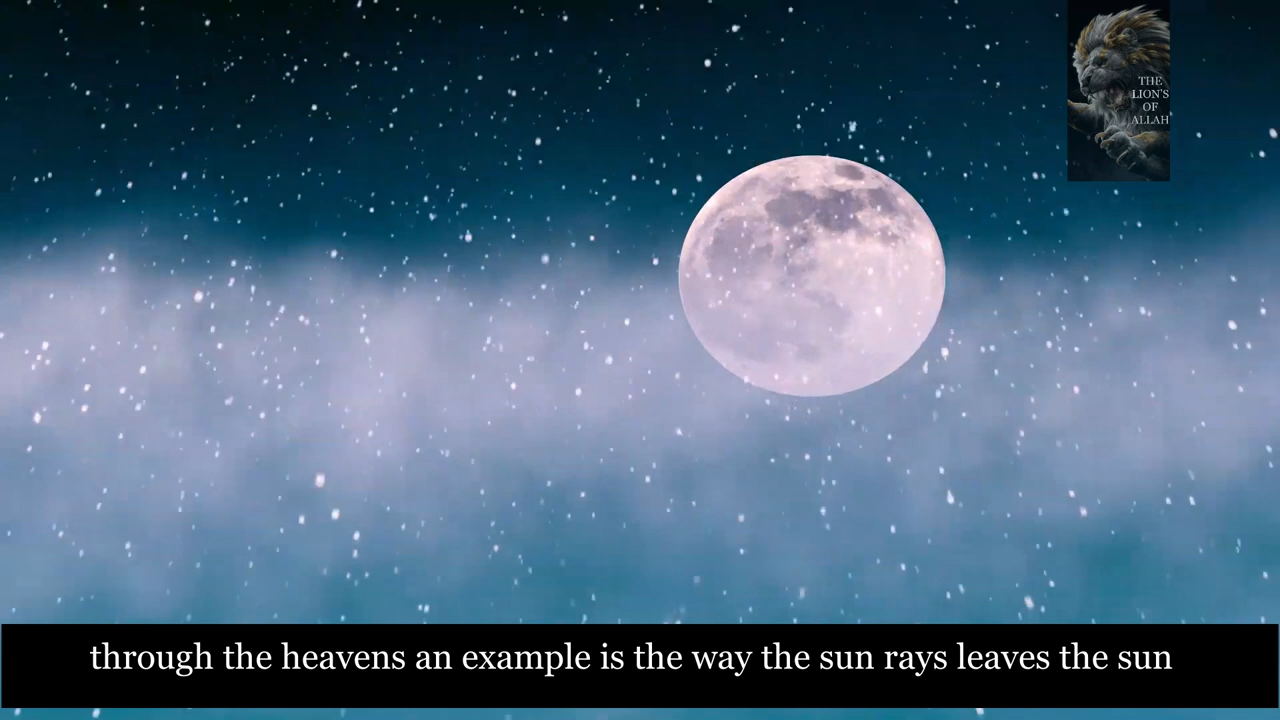 THE
LION'S
OF
ALLAH
through the heavens an example is the way the sun rays leaves the sun